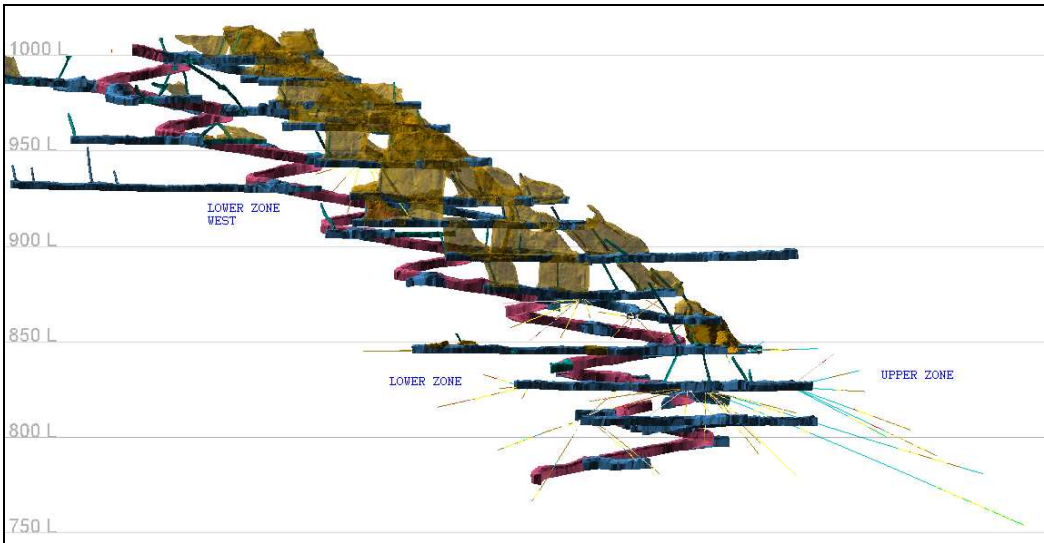 1000 L
950 L
LOWER ZONE
WEST
900 L
850 L
LOWER ZONE
UPPER ZONE
800 L
750 L